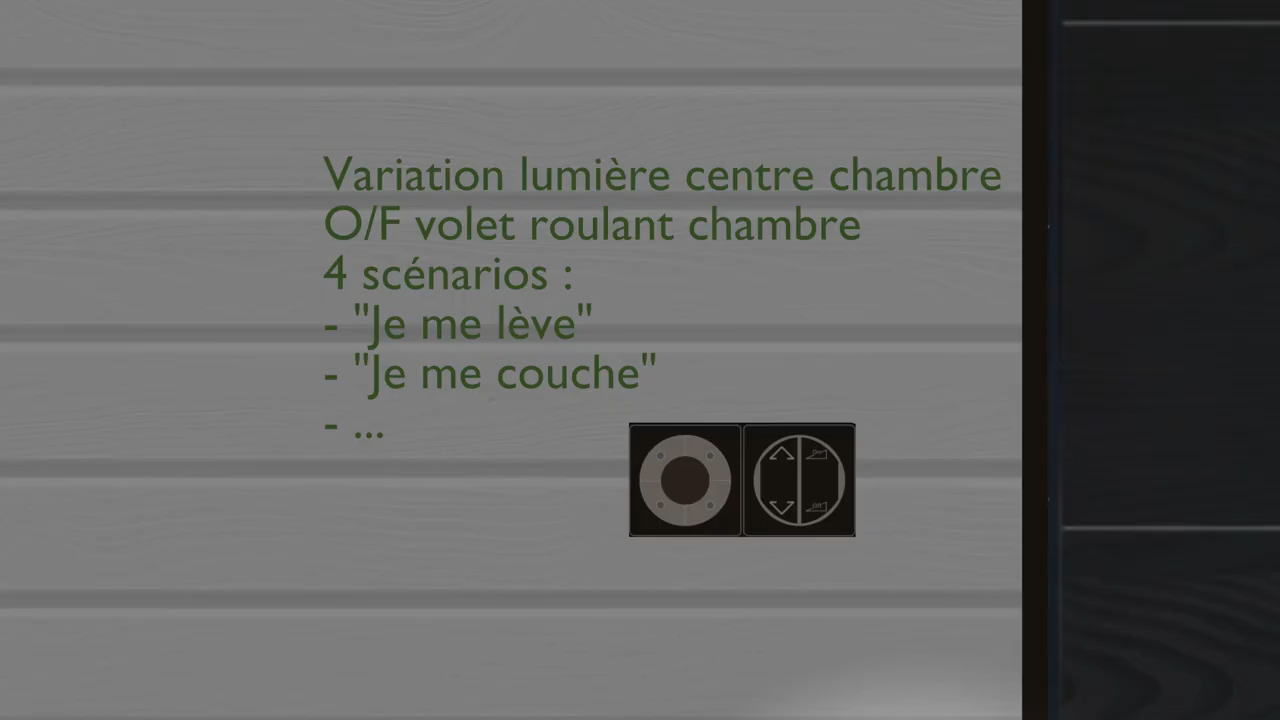 Variation lumière centre chambre
O/F volet roulant chambre
4 scénarios :
- "Je me lève"
- "Je me couche"
- ...